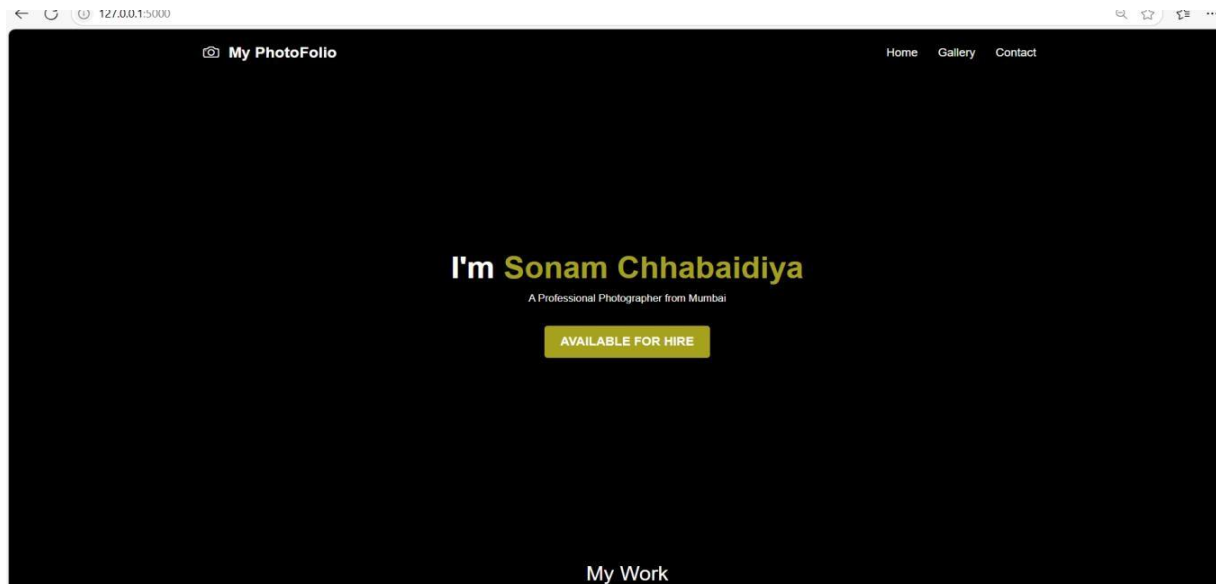 127.0.0.1:5000
My PhotoFolio
Home Gallery Contact
I'm Sonam Chhabaidiya
A Professional Photographer from Mumbai
AVAILABLE FOR HIRE
My Work